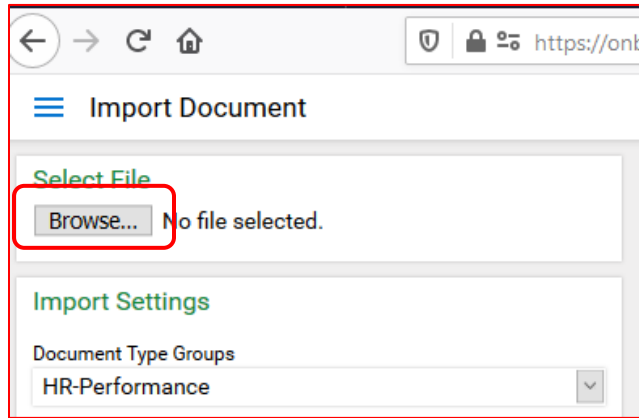 https://onb
Import Document
Select File
Browse... No file selected.
Import Settings
Document Type Groups
HR-Performance